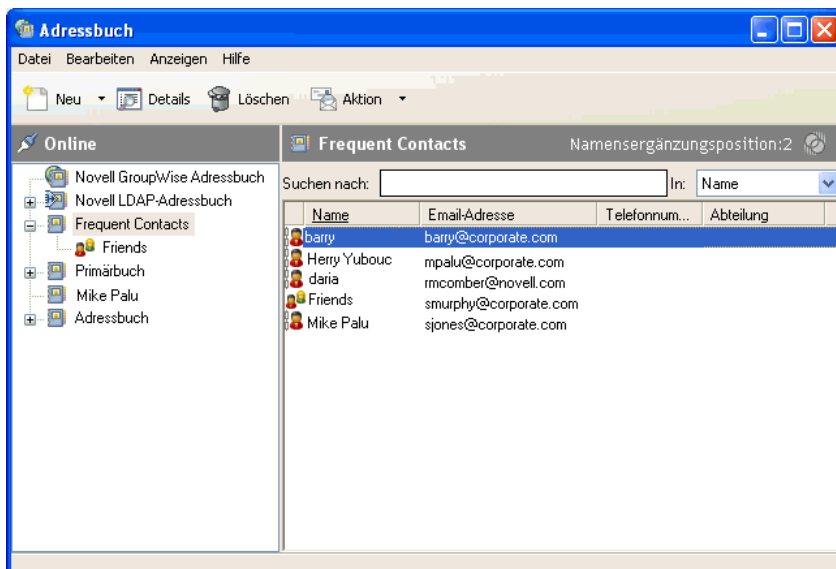 Adressbuch
Datei Bearbeiten Anzeigen Hilfe
Neu Details Löschen Aktion
Online
Novell GroupWise Adressbuch
Novell LDAP-Adressbuch
Frequent Contacts
Friends
Primärbuch
Mike Palu
Adressbuch
Frequent Contacts Namensergänzungsposition:2
Suchen nach: In: Name
Name Email-Adresse Telefonnum... Abteilung
barry barry@corporate.com
Herry Yubouc mpalu@corporate.com
daria rmcomber@novell.com
Friends smurphy@corporate.com
Mike Palu sjones@corporate.com